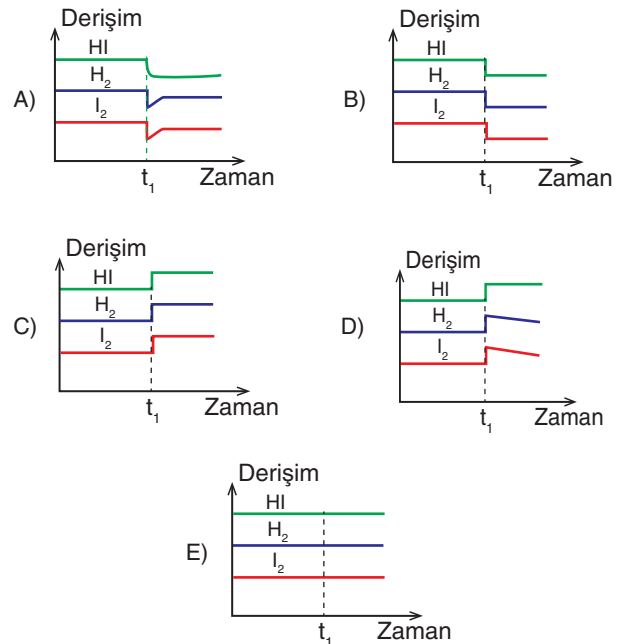 Derişim
HI
H₂
I₂
A)
t₁
Zaman
Derişim
HI
H₂
I₂
B)
t₁
Zaman
Derişim
HI
H₂
I₂
C)
t₁
Zaman
Derişim
HI
H₂
I₂
D)
t₁
Zaman
Derişim
HI
H₂
I₂
E)
t₁
Zaman